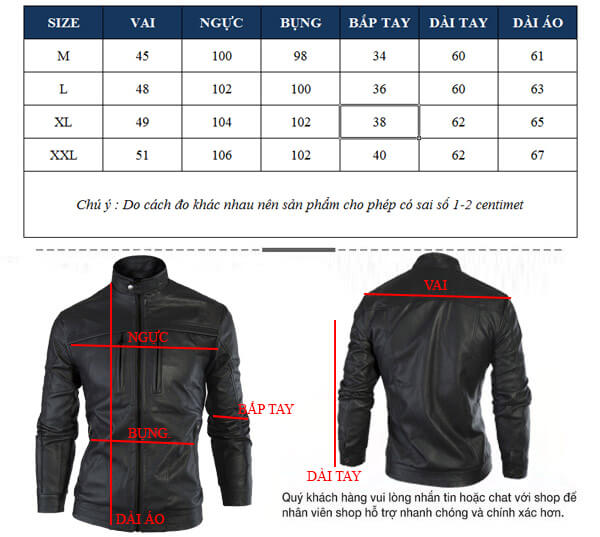 SIZE VAI NGỰC BỤNG BẮP TAY DÀI TAY DÀI ÁO
M 45 100 98 34 60 61
L 48 102 100 36 60 63
XL 49 104 102 38 62 65
XXL 51 106 102 40 62 67
Chú ý : Do cách đo khác nhau nên sản phẩm cho phép có sai số 1-2 centimet
VAI
NGỰC
BẮP TAY
BỤNG
DÀI TAY
DÀI ÁO
Quý khách hàng vui lòng nhắn tin hoặc chat với shop để
nhân viên shop hỗ trợ nhanh chóng và chính xác hơn.